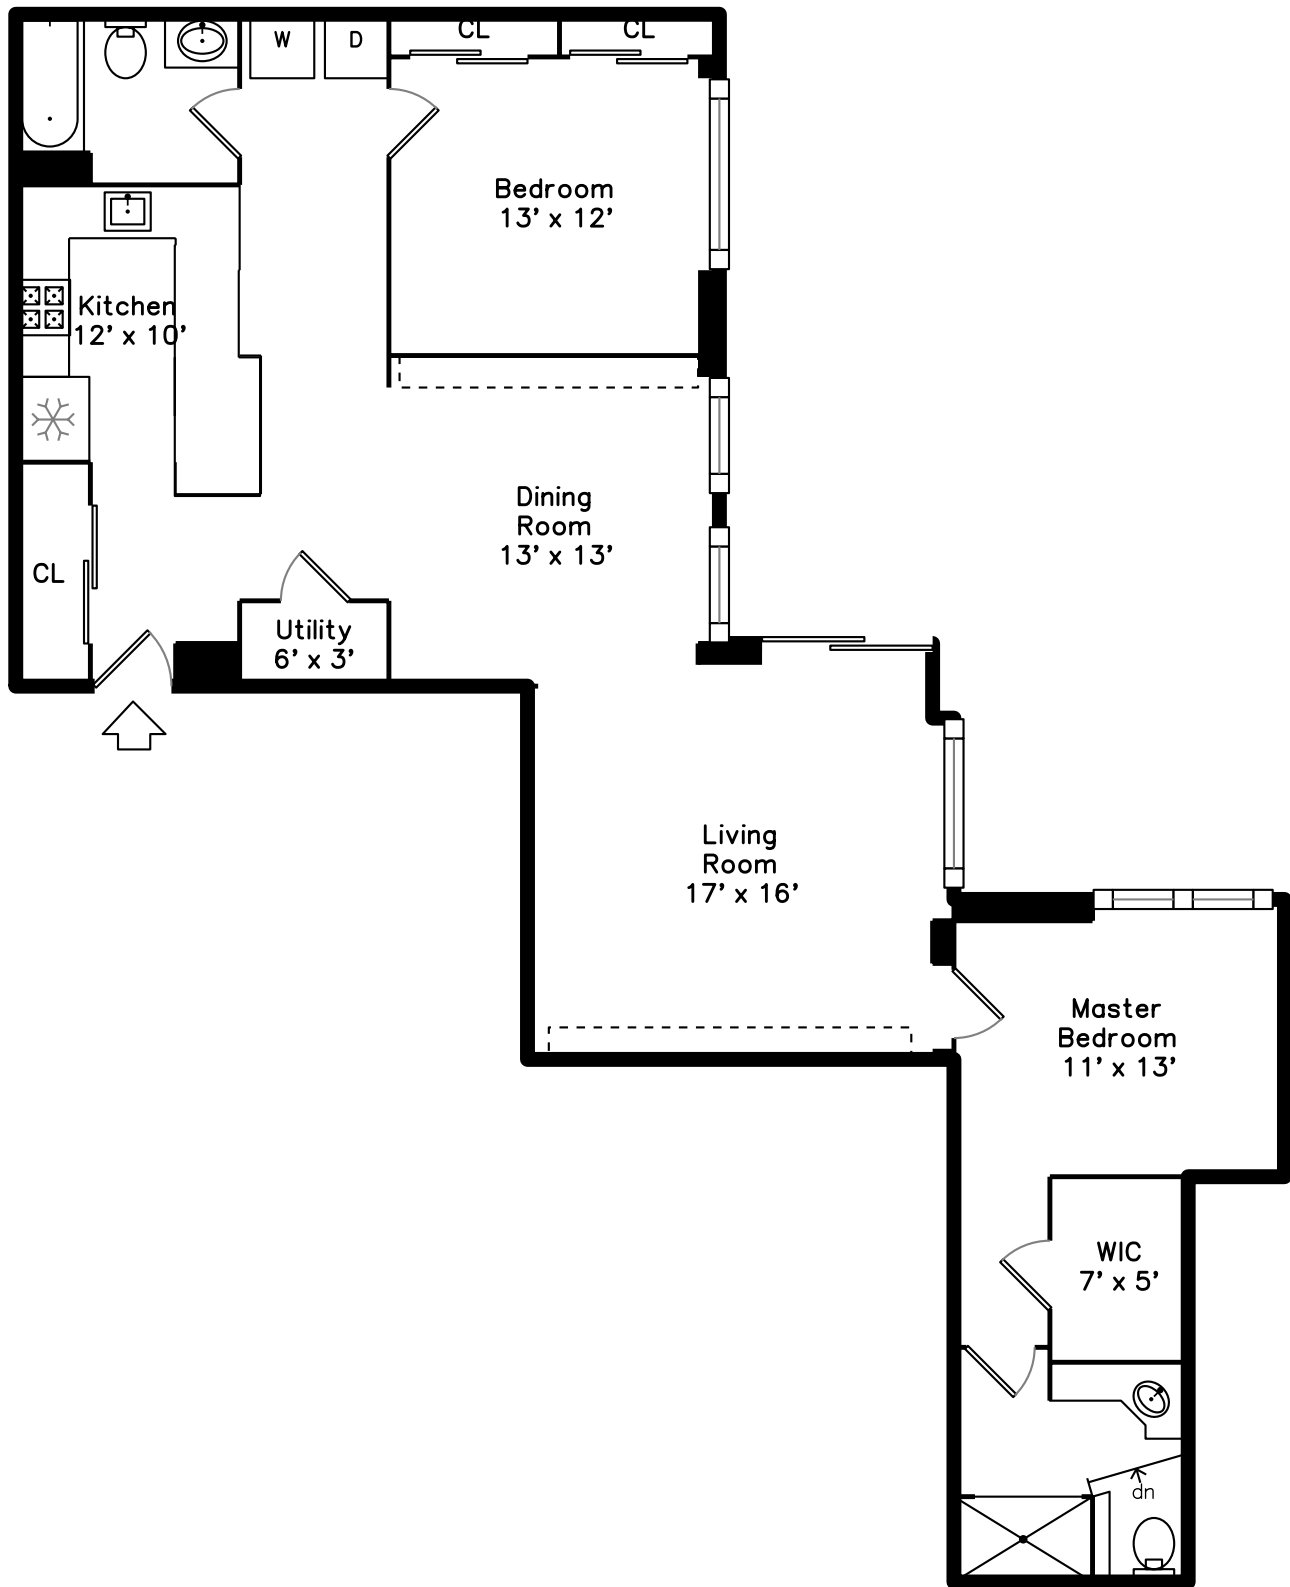 W
D
CL
CL
Bedroom
13' x 12'
Kitchen
12' x 10'
Dining
Room
13' x 13'
CL
Utility
6' x 3'
Living
Room
17' x 16'
Master
Bedroom
11' x 13'
WIC
7' x 5'
dn